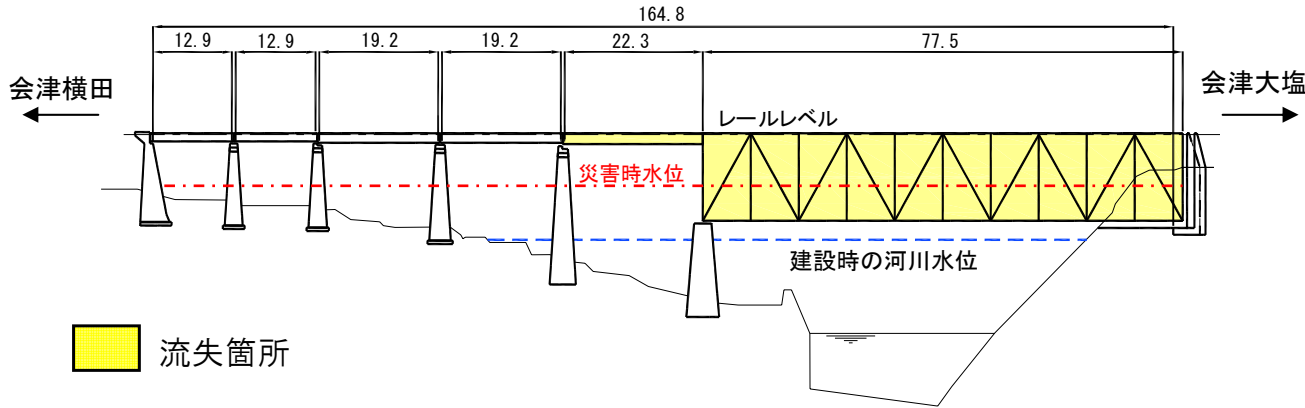 164.8
12.9 12.9 19.2 19.2 22.3 77.5
会津横田
会津大塩
レールレベル
災害時水位
建設時の河川水位
流失箇所